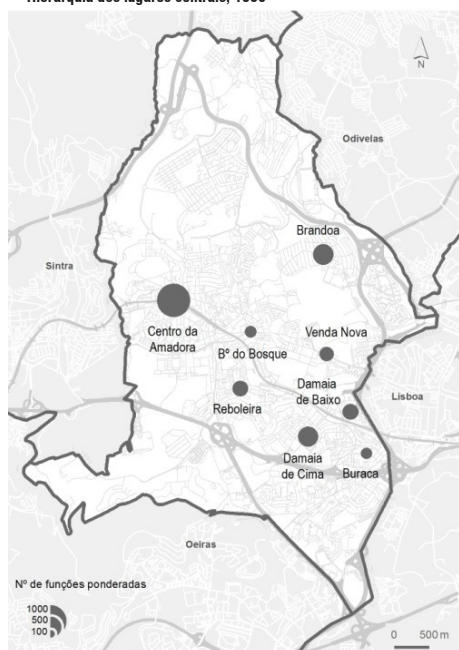 Hierarquia dos lugares centrais,
N
Odivelas
Brandoa
Sintra
Centro da
Amadora
Bº do Bosque
Venda Nova
Damaia
de Baixo
Lisboa
Reboleira
Damaia
de Cima
Buraca
Oeiras
Nº de funções ponderadas
1000
500
100
0 500 m